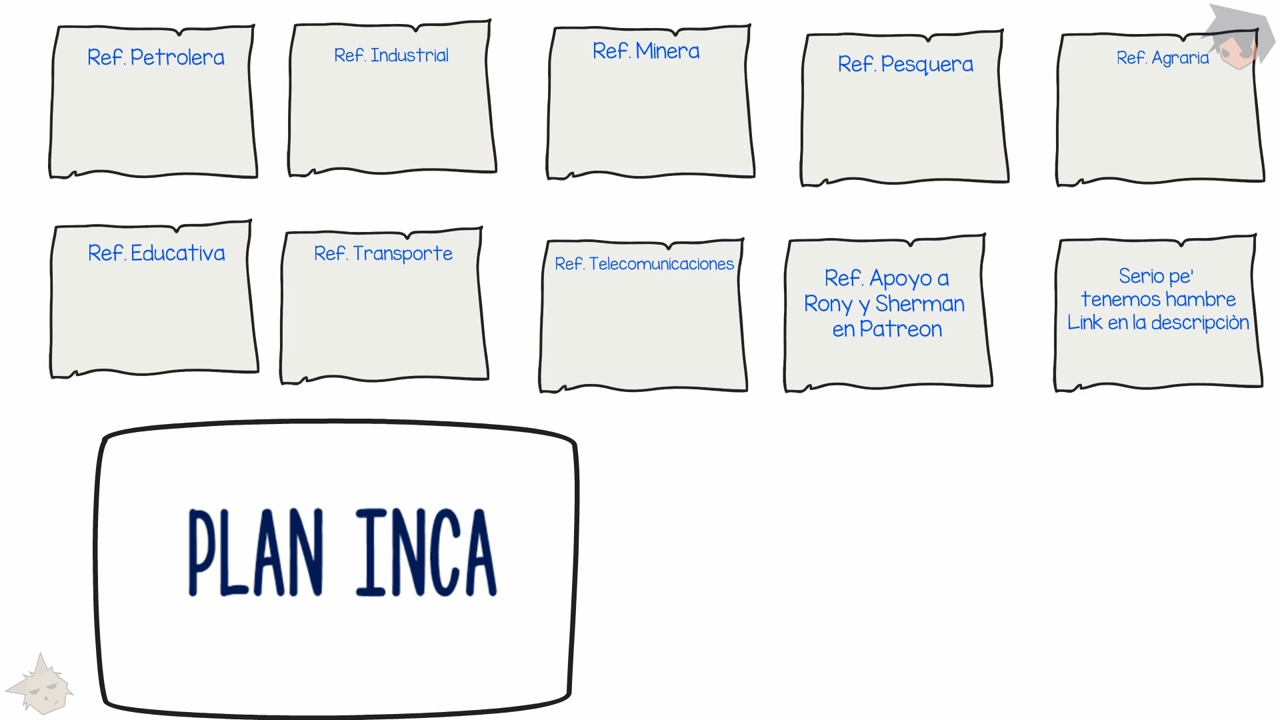 Ref. Petrolera
Ref. Industrial
Ref. Minera
Ref. Pesquera
Ref. Agraria
Ref. Educativa
Ref. Transporte
Ref. Telecomunicaciones
Ref. Apoyo a
Rony y Sherman
en Patreon
Serio pe'
tenemos hambre
Link en la descripciòn
PLAN INCA